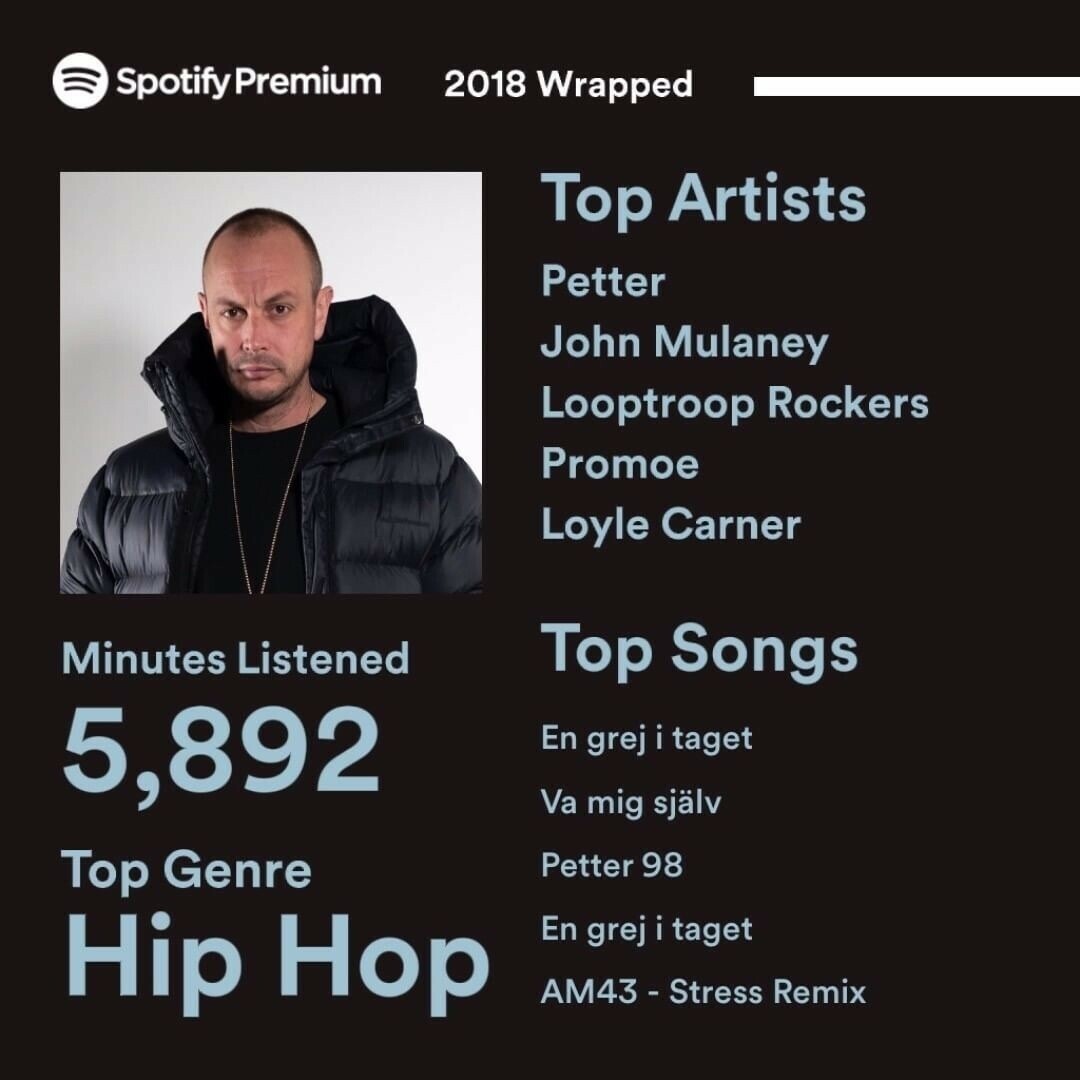 Spotify Premium
2018 Wrapped
Top Artists
Petter
John Mulaney
Looptroop Rockers
Promoe
Loyle Carner
Minutes Listened
5,892
Top Genre
Hip Hop
Top Songs
En grej i taget
Va mig själv
Petter 98
En grej i taget
AM43 - Stress Remix